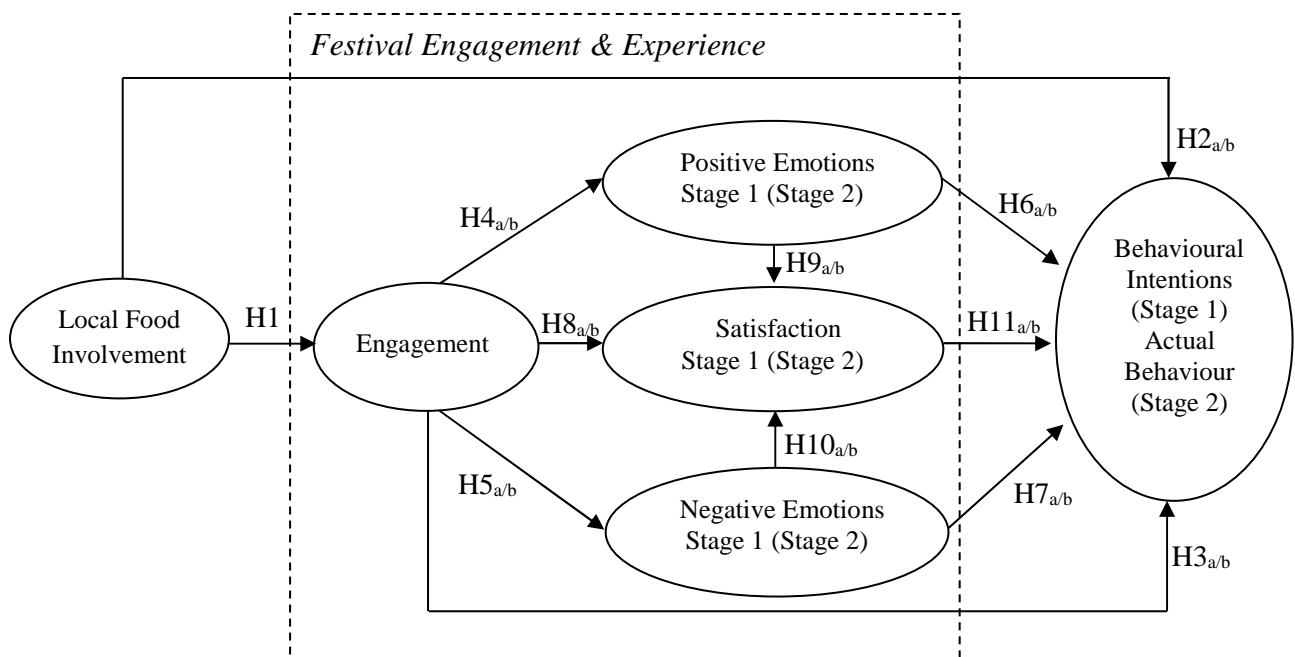 Festival Engagement & Experience
H2a/b
Positive Emotions
Stage 1 (Stage 2)
H4a/b
H6a/b
H9a/b
Behavioural
Intentions
(Stage 1)
Actual
Behaviour
(Stage 2)
Local Food
Involvement
H1
Engagement
H8a/b
Satisfaction
Stage 1 (Stage 2)
H11a/b
H10a/b
H5a/b
H7a/b
Negative Emotions
Stage 1 (Stage 2)
H3a/b